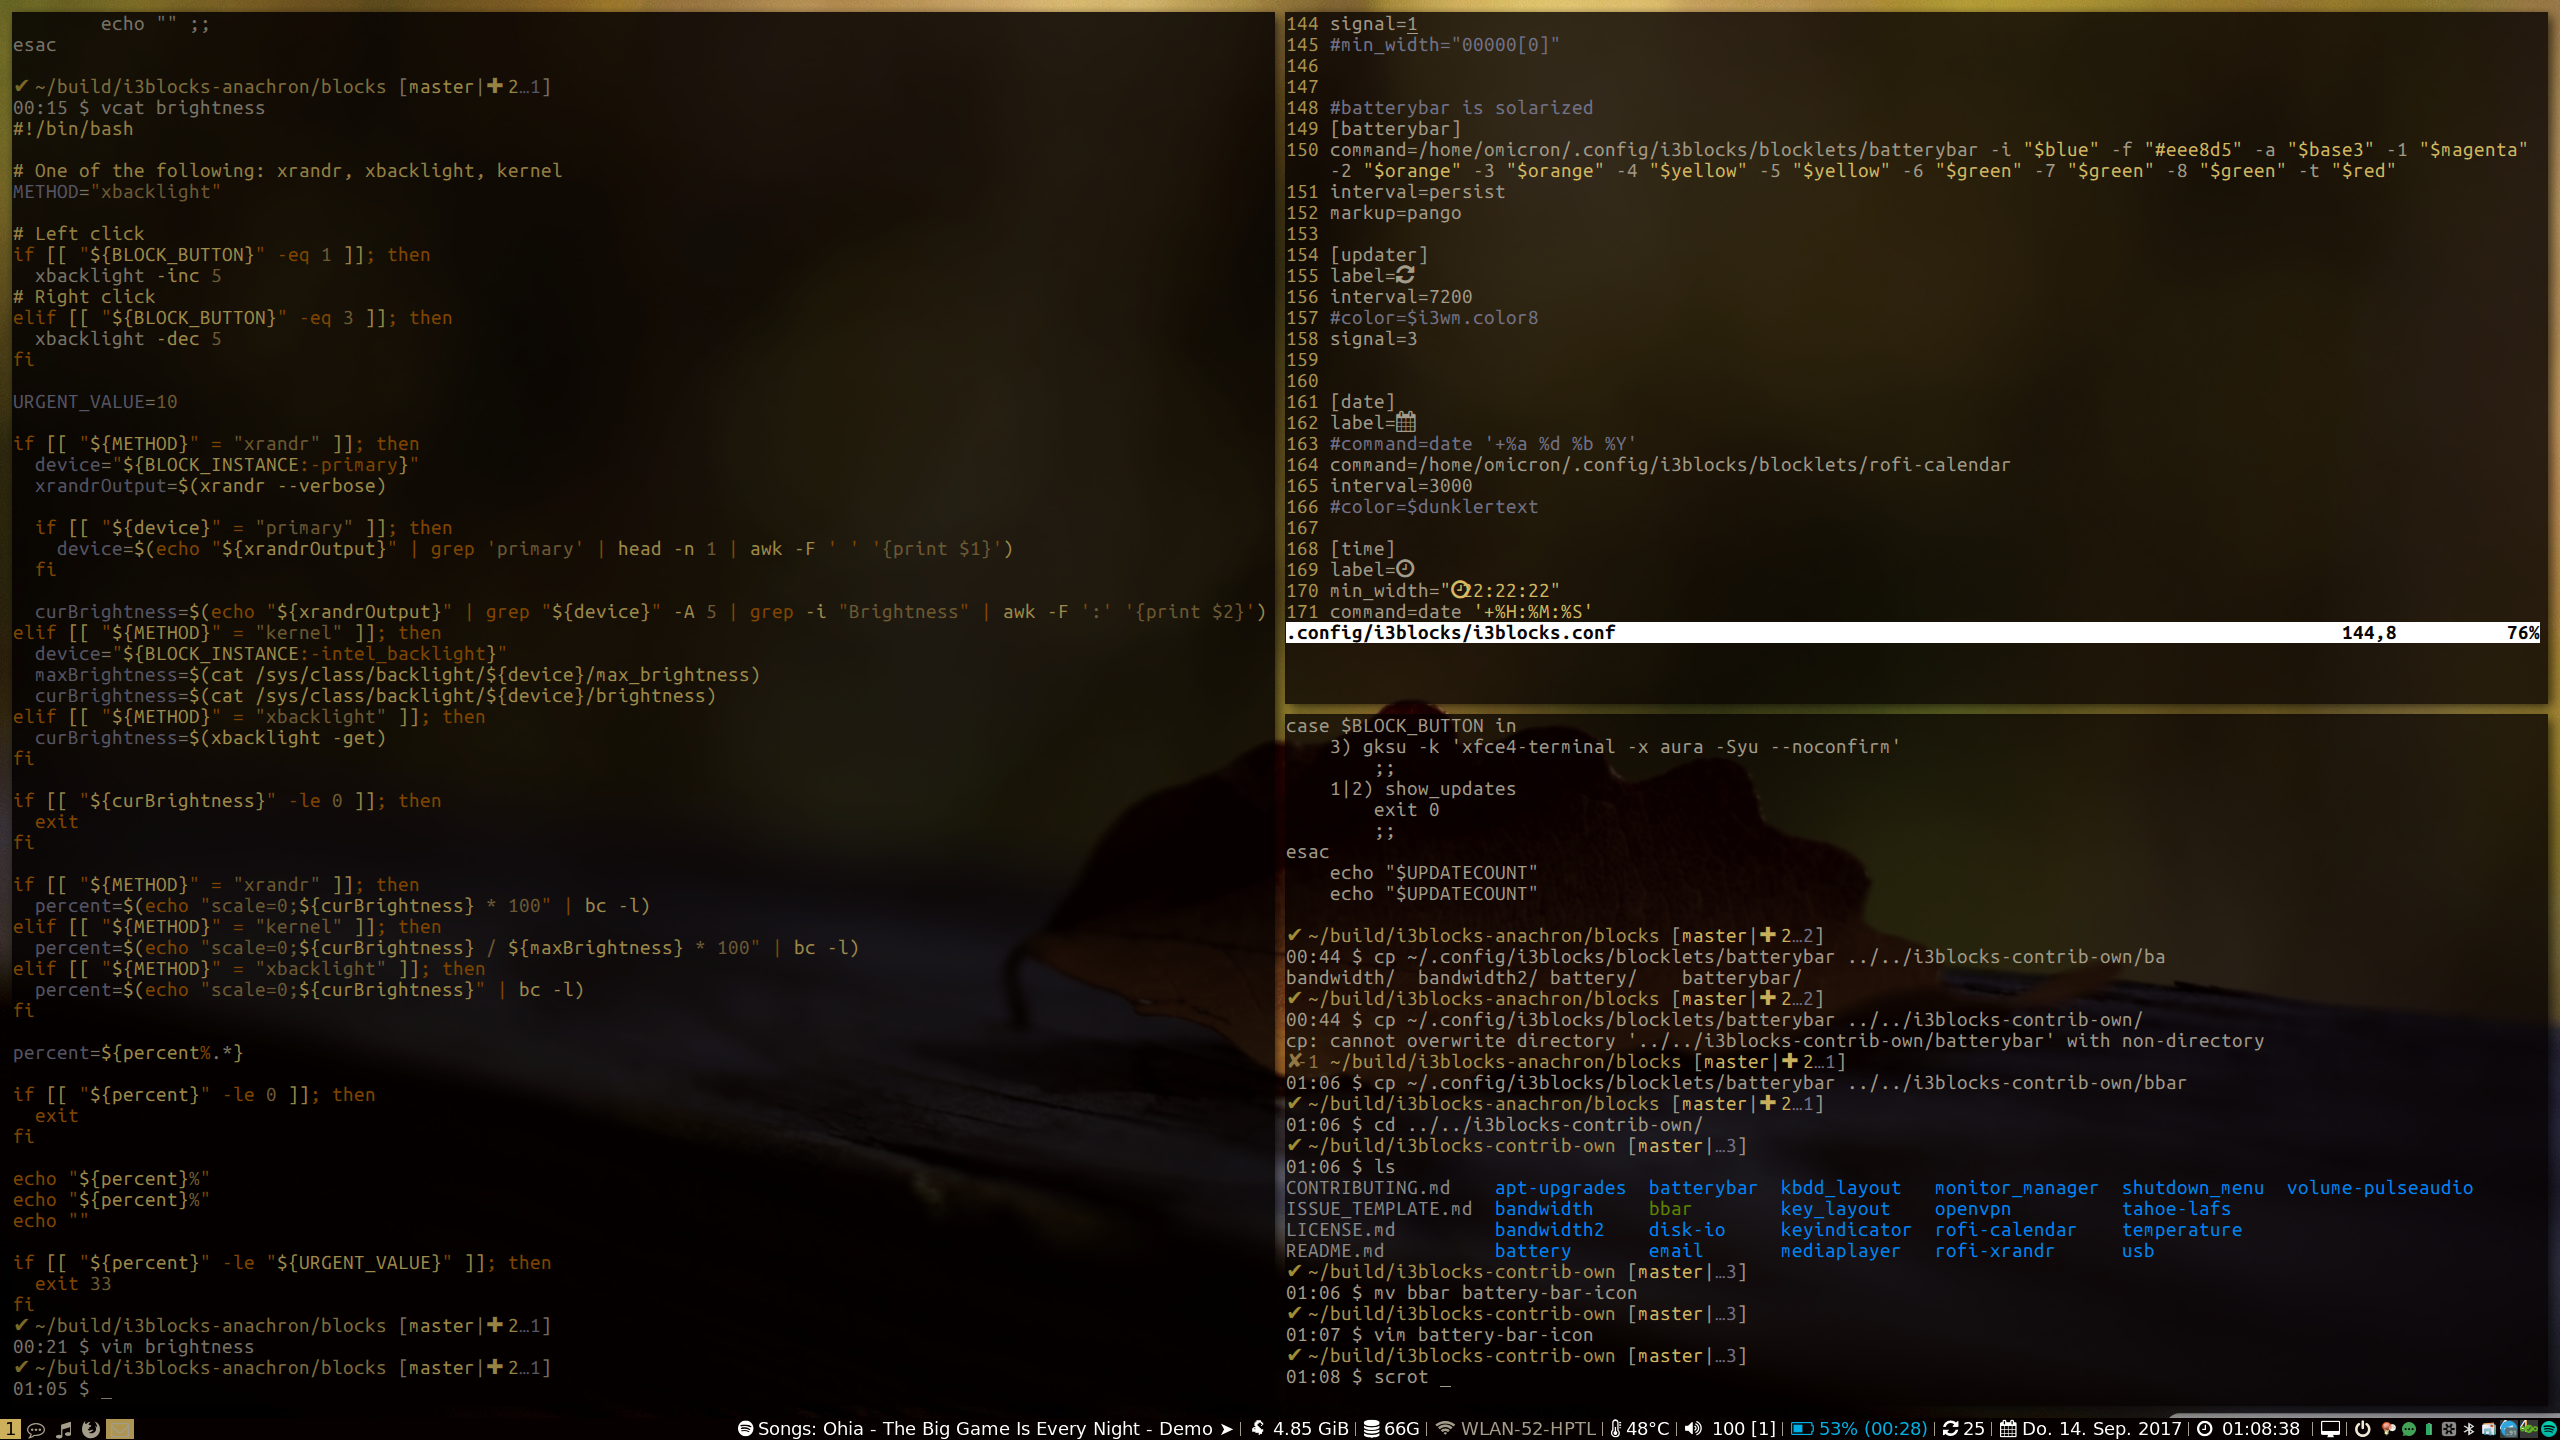 echo "" ;;
esac

✔ ~/build/i3blocks-anachron/blocks [master|✚ 2…1]
00:15 $ vcat brightness
#!/bin/bash

# One of the following: xrandr, xbacklight, kernel
METHOD="xbacklight"

# Left click
if [[ "${BLOCK_BUTTON}" -eq 1 ]]; then
  xbacklight -inc 5
# Right click
elif [[ "${BLOCK_BUTTON}" -eq 3 ]]; then
  xbacklight -dec 5
fi

URGENT_VALUE=10

if [[ "${METHOD}" = "xrandr" ]]; then
  device="${BLOCK_INSTANCE:-primary}"
  xrandrOutput=$(xrandr --verbose)

  if [[ "${device}" = "primary" ]]; then
    device=$(echo "${xrandrOutput}" | grep 'primary' | head -n 1 | awk -F ' ' '{print $1}')
  fi

  curBrightness=$(echo "${xrandrOutput}" | grep "${device}" -A 5 | grep -i "Brightness" | awk -F ':' '{print $2}')
elif [[ "${METHOD}" = "kernel" ]]; then
  device="${BLOCK_INSTANCE:-intel_backlight}"
  maxBrightness=$(cat /sys/class/backlight/${device}/max_brightness)
  curBrightness=$(cat /sys/class/backlight/${device}/brightness)
elif [[ "${METHOD}" = "xbacklight" ]]; then
  curBrightness=$(xbacklight -get)
fi

if [[ "${curBrightness}" -le 0 ]]; then
  exit
fi

if [[ "${METHOD}" = "xrandr" ]]; then
  percent=$(echo "scale=0;${curBrightness} * 100" | bc -l)
elif [[ "${METHOD}" = "kernel" ]]; then
  percent=$(echo "scale=0;${curBrightness} / ${maxBrightness} * 100" | bc -l)
elif [[ "${METHOD}" = "xbacklight" ]]; then
  percent=$(echo "scale=0;${curBrightness}" | bc -l)
fi

percent=${percent%.*}

if [[ "${percent}" -le 0 ]]; then
  exit
fi

echo "${percent}%"
echo "${percent}%"
echo ""

if [[ "${percent}" -le "${URGENT_VALUE}" ]]; then
  exit 33
fi
✔ ~/build/i3blocks-anachron/blocks [master|✚ 2…1]
00:21 $ vim brightness
✔ ~/build/i3blocks-anachron/blocks [master|✚ 2…1]
01:05 $ _
144 signal=1
145 #min_width="00000[0]"
146
147
148 #batterybar is solarized
149 [batterybar]
150 command=/home/omicron/.config/i3blocks/blocklets/batterybar -i "$blue" -f "#eee8d5" -a "$base3" -1 "$magenta"
    -2 "$orange" -3 "$orange" -4 "$yellow" -5 "$yellow" -6 "$green" -7 "$green" -8 "$green" -t "$red"
151 interval=persist
152 markup=pango
153
154 [updater]
155 label=
156 interval=7200
157 #color=$i3wm.color8
158 signal=3
159
160
161 [date]
162 label=
163 #command=date '+%a %d %b %Y'
164 command=/home/omicron/.config/i3blocks/blocklets/rofi-calendar
165 interval=3000
166 #color=$dunklertext
167
168 [time]
169 label=
170 min_width="22:22:22"
171 command=date '+%H:%M:%S'
.config/i3blocks/i3blocks.conf 144,8 76%
case $BLOCK_BUTTON in
    3) gksu -k 'xfce4-terminal -x aura -Syu --noconfirm'
        ;;
    1|2) show_updates
        exit 0
        ;;
esac
    echo "$UPDATECOUNT"
    echo "$UPDATECOUNT"

✔ ~/build/i3blocks-anachron/blocks [master|✚ 2…2]
00:44 $ cp ~/.config/i3blocks/blocklets/batterybar ../../i3blocks-contrib-own/ba
bandwidth/  bandwidth2/ battery/    batterybar/
✔ ~/build/i3blocks-anachron/blocks [master|✚ 2…2]
00:44 $ cp ~/.config/i3blocks/blocklets/batterybar ../../i3blocks-contrib-own/
cp: cannot overwrite directory '../../i3blocks-contrib-own/batterybar' with non-directory
✘-1 ~/build/i3blocks-anachron/blocks [master|✚ 2…1]
01:06 $ cp ~/.config/i3blocks/blocklets/batterybar ../../i3blocks-contrib-own/bbar
✔ ~/build/i3blocks-anachron/blocks [master|✚ 2…1]
01:06 $ cd ../../i3blocks-contrib-own/
✔ ~/build/i3blocks-contrib-own [master|…3]
01:06 $ ls
CONTRIBUTING.md    apt-upgrades  batterybar  kbdd_layout   monitor_manager  shutdown_menu  volume-pulseaudio
ISSUE_TEMPLATE.md  bandwidth     bbar        key_layout    openvpn          tahoe-lafs
LICENSE.md         bandwidth2    disk-io     keyindicator  rofi-calendar    temperature
README.md          battery       email       mediaplayer   rofi-xrandr      usb
✔ ~/build/i3blocks-contrib-own [master|…3]
01:06 $ mv bbar battery-bar-icon
✔ ~/build/i3blocks-contrib-own [master|…3]
01:07 $ vim battery-bar-icon
✔ ~/build/i3blocks-contrib-own [master|…3]
01:08 $ scrot _
1 Songs: Ohia - The Big Game Is Every Night - Demo ➤ | 4.85 GiB | 66G | WLAN-52-HPTL | 48°C | 100 [1] | 53% (00:28) | 25 | Do. 14. Sep. 2017 | 01:08:38